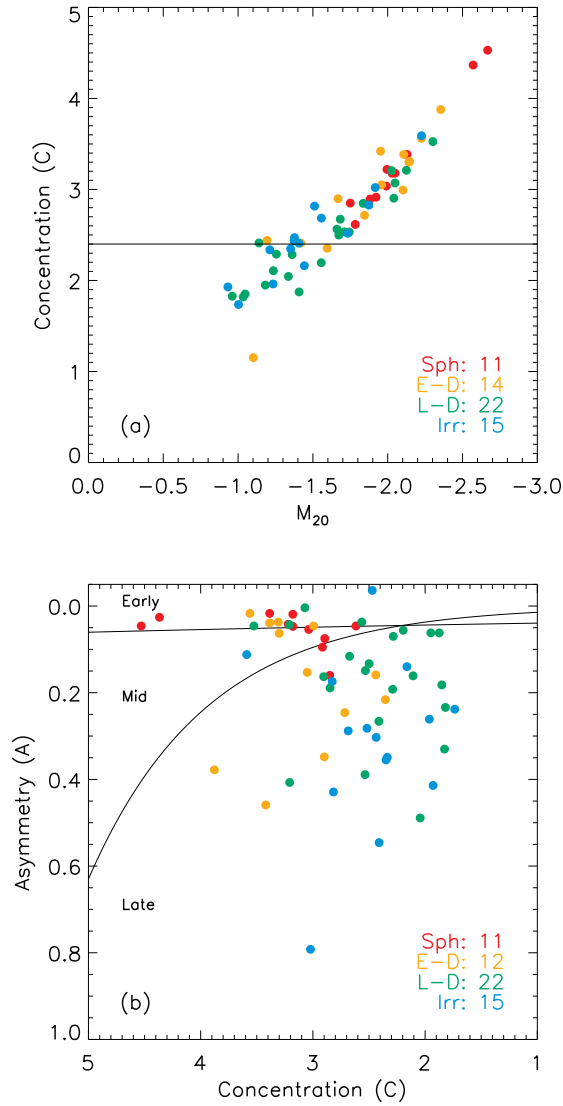 5
4
3
2
1
0
Concentration (C)
Sph: 11
E-D: 14
L-D: 22
Irr: 15
(a)
0.0 -0.5 -1.0 -1.5 -2.0 -2.5 -3.0
M20
0.0
0.2
0.4
0.6
0.8
1.0
Asymmetry (A)
Early
Mid
Late
Sph: 11
E-D: 12
L-D: 22
Irr: 15
(b)
5 4 3 2 1
Concentration (C)